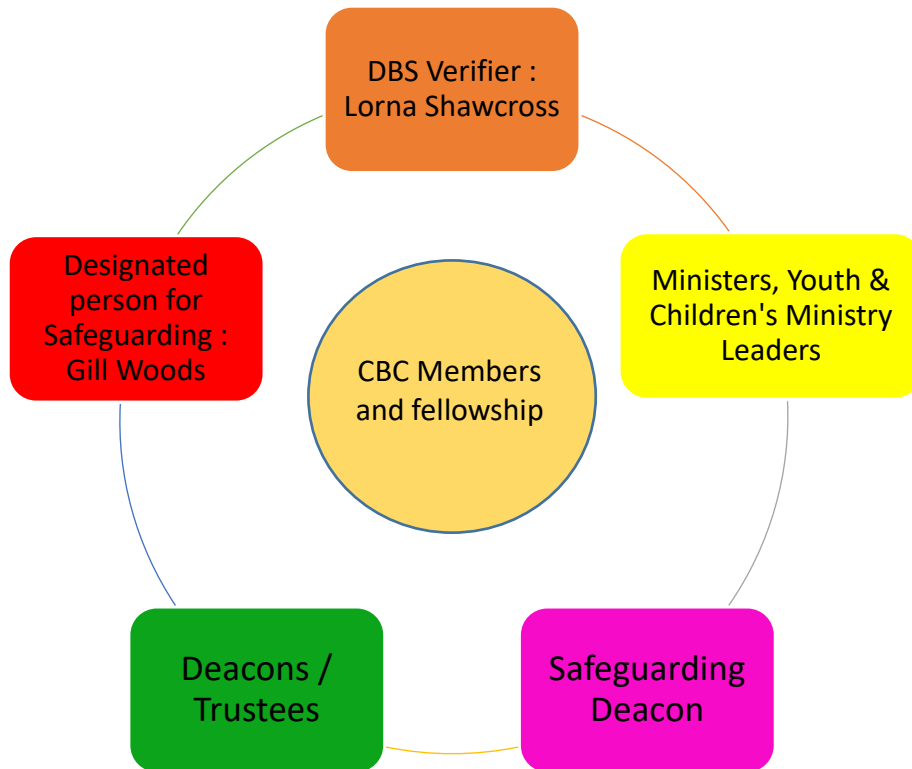 DBS Verifier :
Lorna Shawcross
Designated
person for
Safeguarding :
Gill Woods
Ministers, Youth &
Children's Ministry
Leaders
CBC Members
and fellowship
Deacons /
Trustees
Safeguarding
Deacon